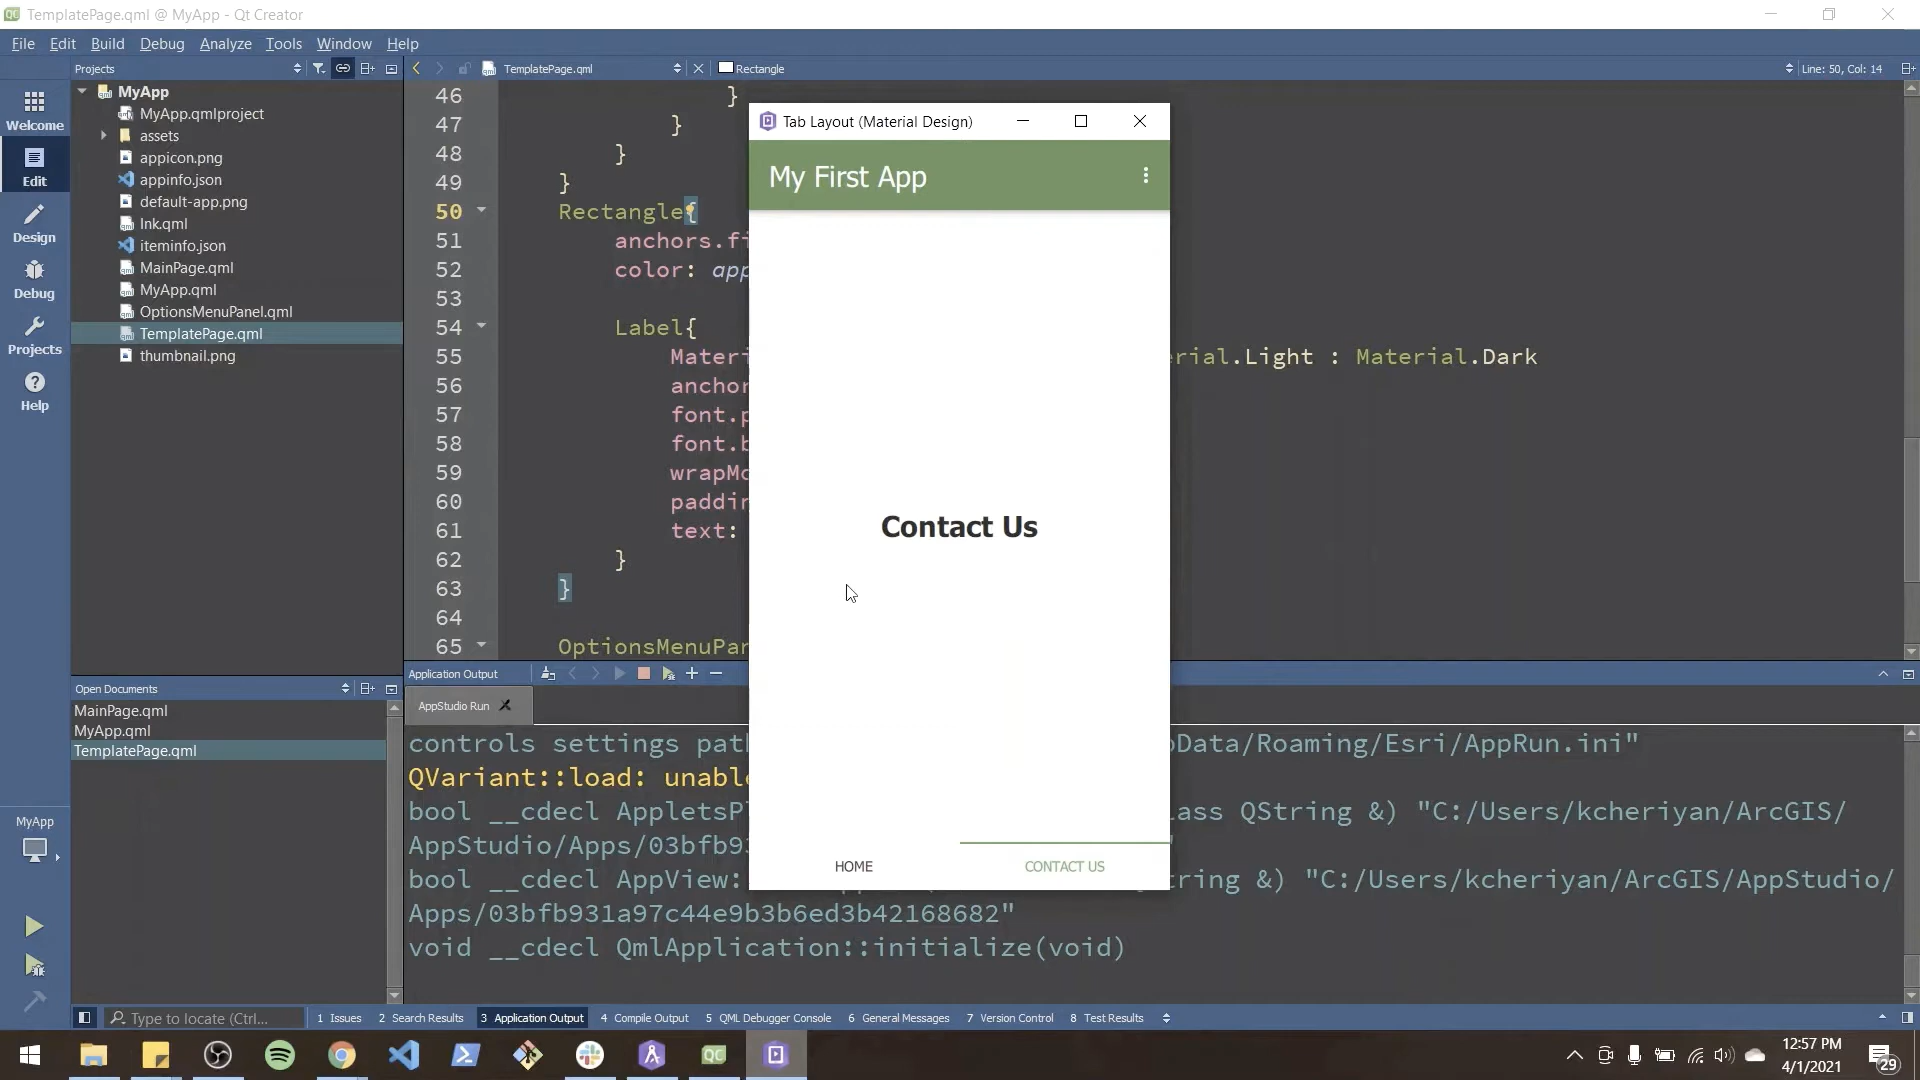 TemplatePage.qml @ MyApp - Qt Creator
File Edit Build Debug Analyze Tools Window Help
Projects
TemplatePage.qml
Rectangle
Line: 50, Col: 14
Welcome
Edit
Design
Debug
Projects
Help
MyApp
MyApp.qmlproject
assets
appicon.png
appinfo.json
default-app.png
Ink.qml
iteminfo.json
MainPage.qml
MyApp.qml
OptionsMenuPanel.qml
TemplatePage.qml
thumbnail.png
46 }
47 }
48 }
49 }
50 Rectangle{
51 anchors.fi
52 color: app
53
54 Label{
55 Materi rial.Light : Material.Dark
56 anchor
57 font.p
58 font.b
59 wrapMo
60 paddin
61 text:
62 }
63 }
64
65 OptionsMenuPan
Tab Layout (Material Design)
My First App
Contact Us
HOME
CONTACT US
Open Documents
MainPage.qml
MyApp.qml
TemplatePage.qml
Application Output
AppStudio Run
controls settings path Data/Roaming/Esri/AppRun.ini"
QVariant::load: unable
bool __cdecl AppletsPl lass QString &) "C:/Users/kcheriyan/ArcGIS/
AppStudio/Apps/03bfb93
bool __cdecl AppView: tring &) "C:/Users/kcheriyan/ArcGIS/AppStudio/
Apps/03bfb931a97c44e9b3b6ed3b42168682"
void __cdecl QmlApplication::initialize(void)
MyApp
Type to locate (Ctrl...
1 Issues
2 Search Results
3 Application Output
4 Compile Output
5 QML Debugger Console
6 General Messages
7 Version Control
8 Test Results
12:57 PM
4/1/2021
29